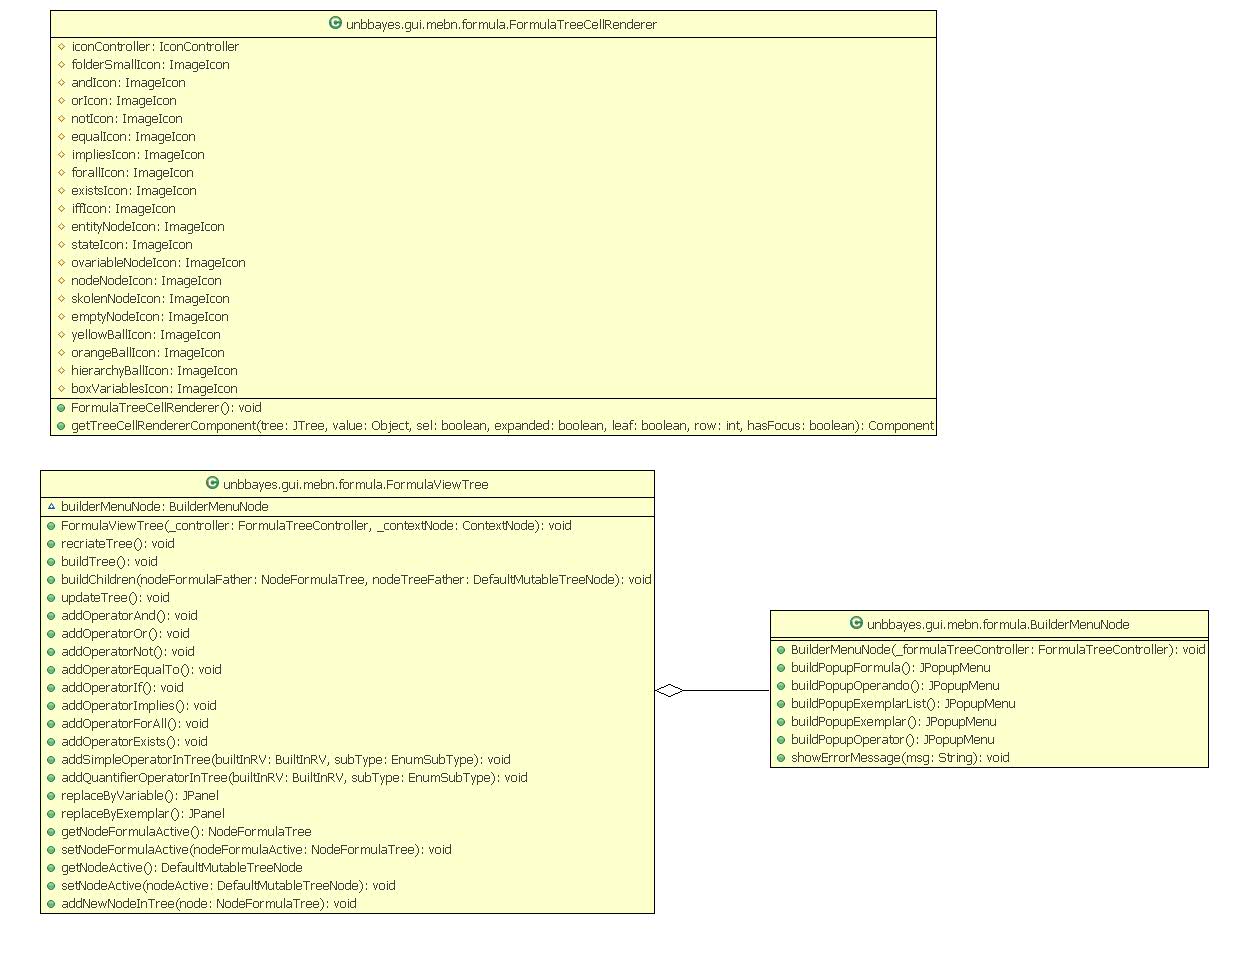 unbbayes.gui.mebn.formula.FormulaTreeCellRenderer
iconController: IconController
folderSmallIcon: ImageIcon
andIcon: ImageIcon
orIcon: ImageIcon
notIcon: ImageIcon
equalIcon: ImageIcon
impliesIcon: ImageIcon
forallIcon: ImageIcon
existsIcon: ImageIcon
iffIcon: ImageIcon
entityNodeIcon: ImageIcon
stateIcon: ImageIcon
ovariableNodeIcon: ImageIcon
nodeNodeIcon: ImageIcon
skolenNodeIcon: ImageIcon
emptyNodeIcon: ImageIcon
yellowBallIcon: ImageIcon
orangeBallIcon: ImageIcon
hierarchyBallIcon: ImageIcon
boxVariablesIcon: ImageIcon
FormulaTreeCellRenderer(): void
getTreeCellRendererComponent(tree: JTree, value: Object, sel: boolean, expanded: boolean, leaf: boolean, row: int, hasFocus: boolean): Component
unbbayes.gui.mebn.formula.FormulaViewTree
builderMenuNode: BuilderMenuNode
FormulaViewTree(_controller: FormulaTreeController, _contextNode: ContextNode): void
recriateTree(): void
buildTree(): void
buildChildren(nodeFormulaFather: NodeFormulaTree, nodeTreeFather: DefaultMutableTreeNode): void
updateTree(): void
addOperatorAnd(): void
addOperatorOr(): void
addOperatorNot(): void
addOperatorEqualTo(): void
addOperatorIf(): void
addOperatorImplies(): void
addOperatorForAll(): void
addOperatorExists(): void
addSimpleOperatorInTree(builtInRV: BuiltInRV, subType: EnumSubType): void
addQuantifierOperatorInTree(builtInRV: BuiltInRV, subType: EnumSubType): void
replaceByVariable(): JPanel
replaceByExemplar(): JPanel
getNodeFormulaActive(): NodeFormulaTree
setNodeFormulaActive(nodeFormulaActive: NodeFormulaTree): void
getNodeActive(): DefaultMutableTreeNode
setNodeActive(nodeActive: DefaultMutableTreeNode): void
addNewNodeInTree(node: NodeFormulaTree): void
unbbayes.gui.mebn.formula.BuilderMenuNode
BuilderMenuNode(_formulaTreeController: FormulaTreeController): void
buildPopupFormula(): JPopupMenu
buildPopupOperando(): JPopupMenu
buildPopupExemplarList(): JPopupMenu
buildPopupExemplar(): JPopupMenu
buildPopupOperator(): JPopupMenu
showErrorMessage(msg: String): void